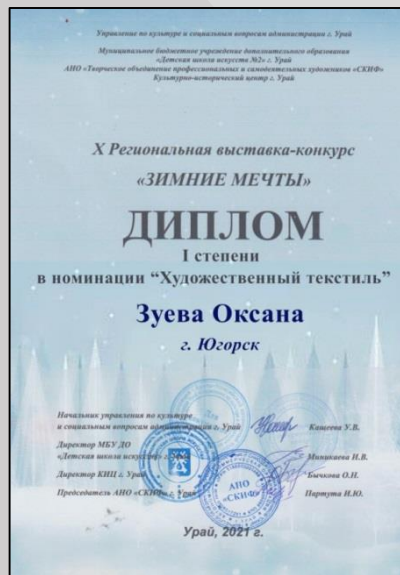 Управление по культуре и социальным вопросам администрации г. Урай
Муниципальное бюджетное учреждение дополнительного образования
«Детская школа искусств №2» г. Урай
АНО «Творческое объединение профессиональных и самодеятельных художников «СКИФ»
Культурно-исторический центр г. Урай
X Региональная выставка-конкурс
«ЗИМНИЕ МЕЧТЫ»
ДИПЛОМ
I степени
в номинации “Художественный текстиль”
Зуева Оксана
г. Югорск
Начальник управления по культуре
и социальным вопросам администрации г. Урай Кащеева У.В.
Директор МБУ ДО
«Детская школа искусств» г. Миникаева И.В.
Директор КИЦ г. Урай Бычкова О.Н.
Председатель АНО «СКИФ» г. Урай Партута И.Ю.
АНО
«СКИФ»
Урай, 2021 г.